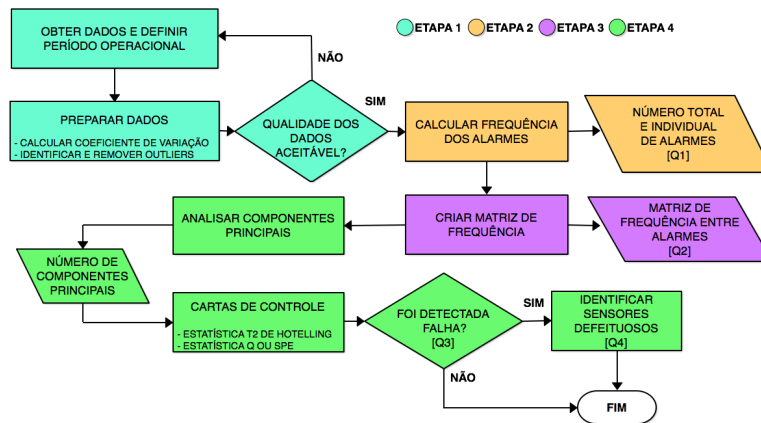 OBTER DADOS E DEFINIR
PERÍODO OPERACIONAL
ETAPA 1
ETAPA 2
ETAPA 3
ETAPA 4
NÃO
PREPARAR DADOS
- CALCULAR COEFICIENTE DE VARIAÇÃO
- IDENTIFICAR E REMOVER OUTLIERS
QUALIDADE DOS
DADOS
ACEITÁVEL?
SIM
CALCULAR FREQUÊNCIA
DOS ALARMES
NÚMERO TOTAL
E INDIVIDUAL
DE ALARMES
[Q1]
ANALISAR COMPONENTES
PRINCIPAIS
CRIAR MATRIZ DE
FREQUÊNCIA
MATRIZ DE
FREQUÊNCIA ENTRE
ALARMES
[Q2]
NÚMERO DE
COMPONENTES
PRINCIPAIS
CARTAS DE CONTROLE
- ESTATÍSTICA T2 DE HOTELLING
- ESTATÍSTICA Q OU SPE
FOI DETECTADA
FALHA?
[Q3]
SIM
IDENTIFICAR
SENSORES
DEFEITUOSOS
[Q4]
NÃO
FIM